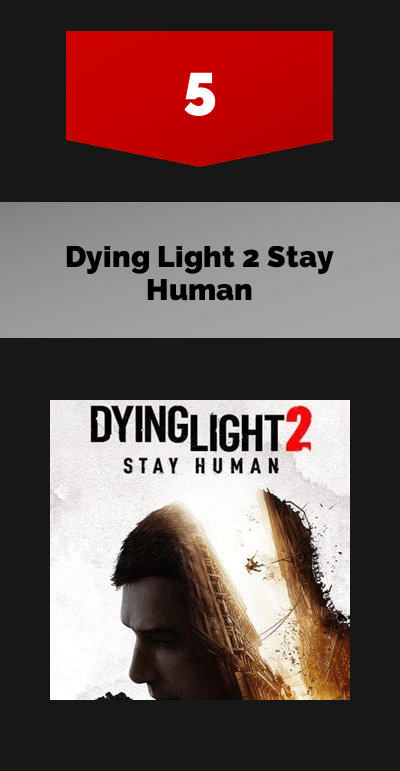 5
Dying Light 2 Stay
Human
DYING LIGHT 2
STAY HUMAN